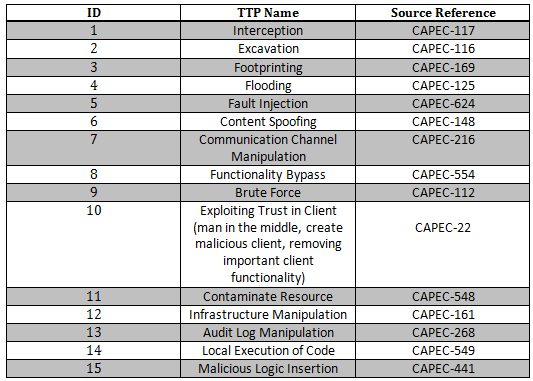 ID TTP Name Source Reference
1 Interception CAPEC-117
2 Excavation CAPEC-116
3 Footprinting CAPEC-169
4 Flooding CAPEC-125
5 Fault Injection CAPEC-624
6 Content Spoofing CAPEC-148
7 Communication Channel CAPEC-216
Manipulation
8 Functionality Bypass CAPEC-554
9 Brute Force CAPEC-112
10 Exploiting Trust in Client
(man in the middle, create CAPEC-22
malicious client, removing
important client
functionality)
11 Contaminate Resource CAPEC-548
12 Infrastructure Manipulation CAPEC-161
13 Audit Log Manipulation CAPEC-268
14 Local Execution of Code CAPEC-549
15 Malicious Logic Insertion CAPEC-441